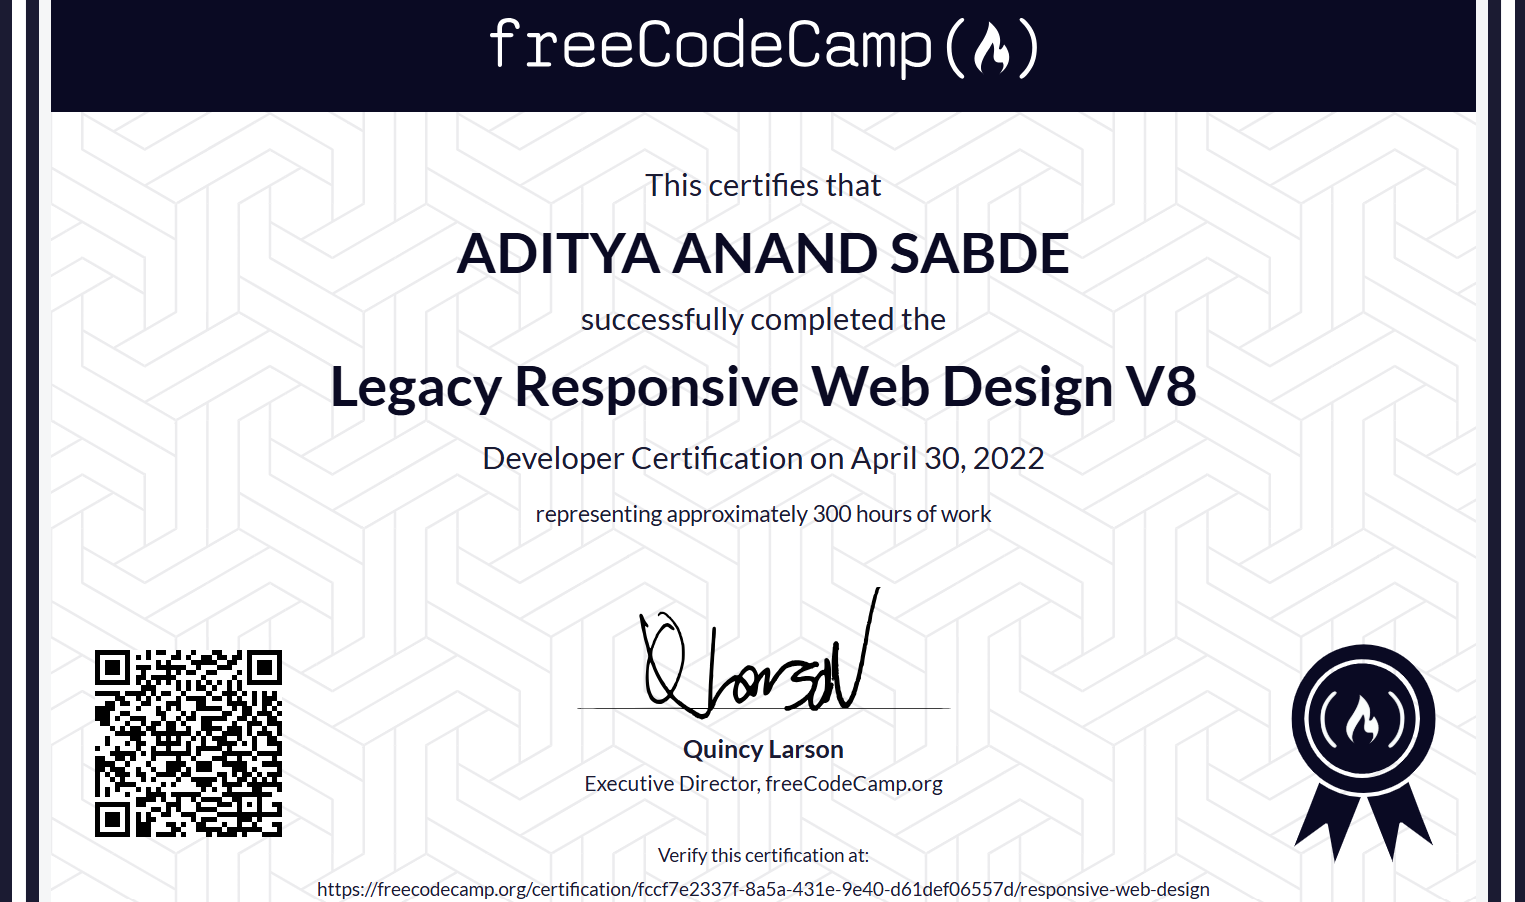 freeCodeCamp
This certifies that
ADITYA ANAND SABDE
successfully completed the
Legacy Responsive Web Design V8
Developer Certification on April 30, 2022
representing approximately 300 hours of work
Q Larson
Quincy Larson
Executive Director, freeCodeCamp.org
Verify this certification at:
https://freecodecamp.org/certification/fccf7e2337f-8a5a-431e-9e40-d61def06557d/responsive-web-design